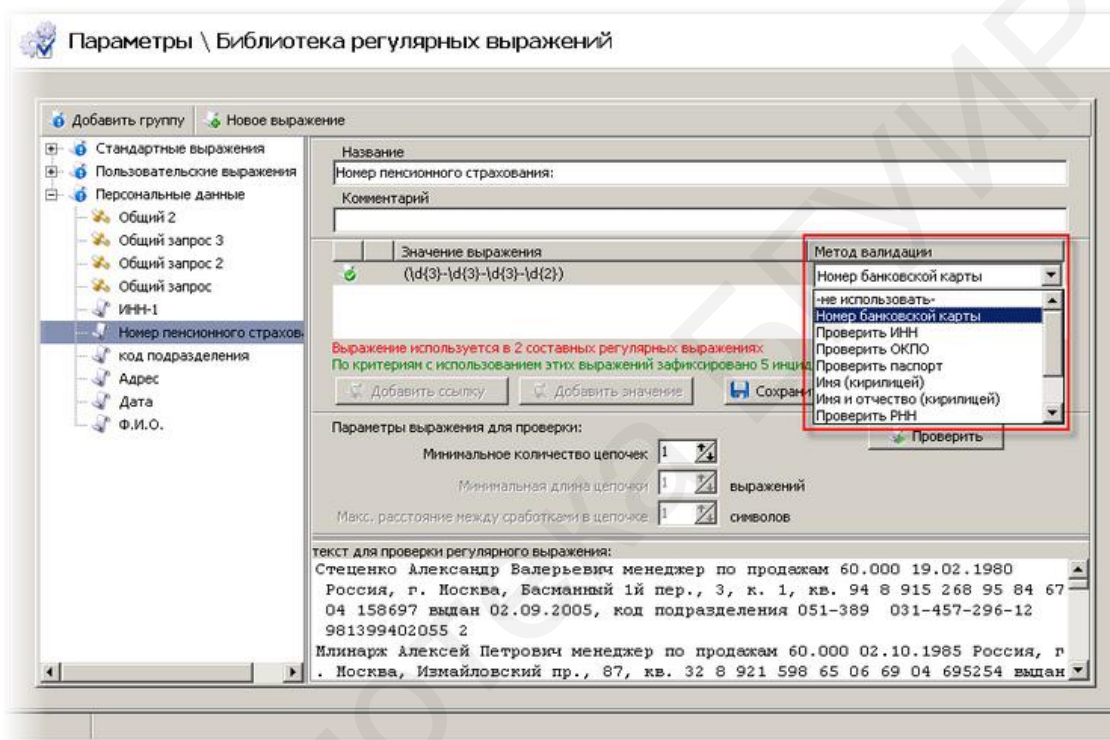 Параметры \ Библиотека регулярных выражений
Добавить группу Новое выражение
Стандартные выражения
Пользовательские выражения
Персональные данные
Общий 2
Общий запрос 3
Общий запрос 2
Общий запрос
ИНН-1
Номер пенсионного страхов.
код подразделения
Адрес
Дата
Ф.И.О.
Название
Номер пенсионного страхования:
Комментарий
Значение выражения Метод валидации
(\d{3}-\d{3}-\d{3}-\d{2}) Номер банковской карты
-не использовать-
Номер банковской карты
Проверить ИНН
Проверить ОКПО
Проверить паспорт
Имя (кирилицей)
Имя и отчество (кирилицей)
Проверить РНН
Выражение используется в 2 составных регулярных выражениях
По критериям с использованием этих выражений зафиксировано 5 инцид
Добавить ссылку Добавить значение Сохрани
Параметры выражения для проверки: Проверить
Минимальное количество цепочек 1
Минимальная длина цепочки 1 выражений
Макс. расстояние между сработками в цепочке 1 символов
текст для проверки регулярного выражения:
Стеценко Александр Валерьевич менеджер по продажам 60.000 19.02.1980
Россия, г. Москва, Басманный 1й пер., 3, к. 1, кв. 94 8 915 268 95 84 67
04 158697 выдан 02.09.2005, код подразделения 051-389 031-457-296-12
981399402055 2
Млинарж Алексей Петрович менеджер по продажам 60.000 02.10.1985 Россия, г
. Москва, Измайловский пр., 87, кв. 32 8 921 598 65 06 69 04 695254 выдан